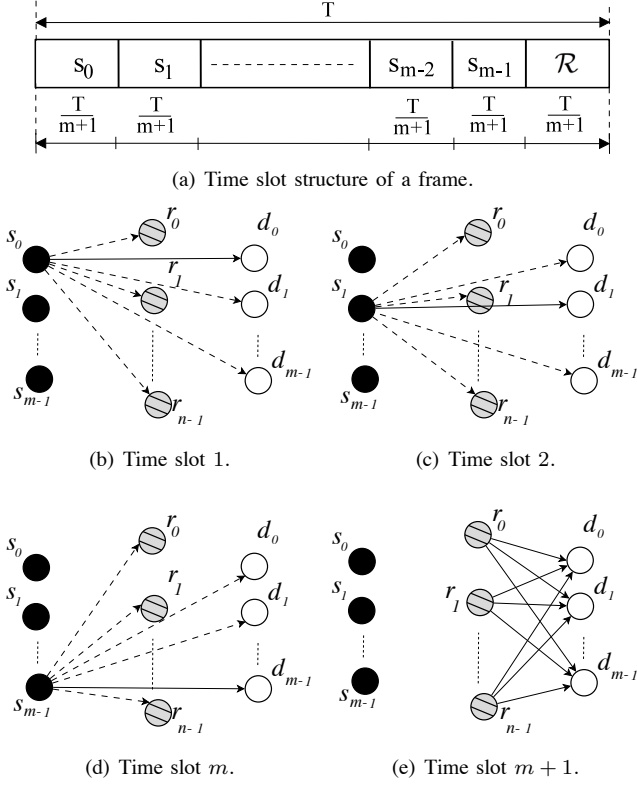 T
s0 s1 sm-2 sm-1 R
T/m+1 T/m+1 T/m+1 T/m+1 T/m+1
(a) Time slot structure of a frame.
s0 r0 d0
s1 r1 d1
sm-1 rn-1 dm-1
(b) Time slot 1.
s0 r0 d0
s1 r1 d1
sm-1 rn-1 dm-1
(c) Time slot 2.
s0 r0 d0
s1 r1 d1
sm-1 rn-1 dm-1
(d) Time slot m.
s0 r0 d0
s1 r1 d1
sm-1 rn-1 dm-1
(e) Time slot m + 1.